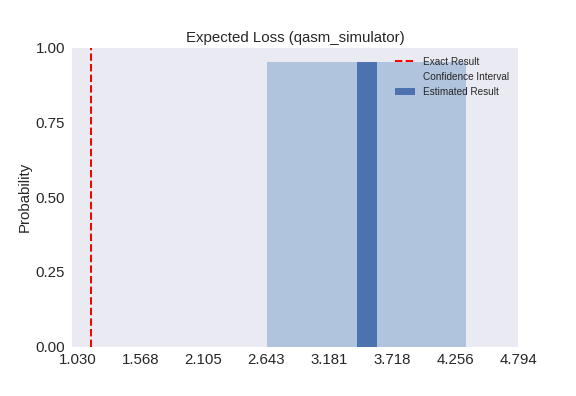 Expected Loss (qasm_simulator)
1.00
Exact Result
Confidence Interval
Estimated Result
0.75
Probability
0.50
0.25
0.00
1.030 1.568 2.105 2.643 3.181 3.718 4.256 4.794